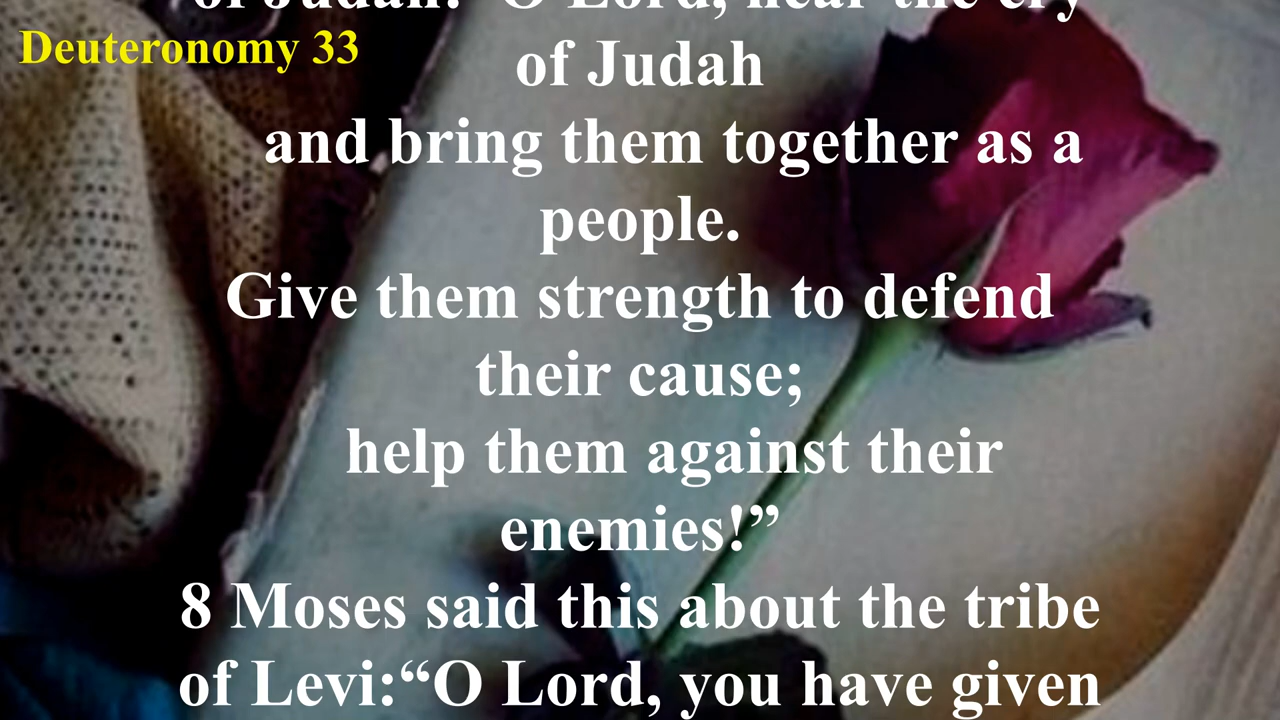 of Judah: “O Lord, hear the cry
Deuteronomy 33
of Judah
and bring them together as a
people.
Give them strength to defend
their cause;
help them against their
enemies!”
8 Moses said this about the tribe
of Levi:“O Lord, you have given